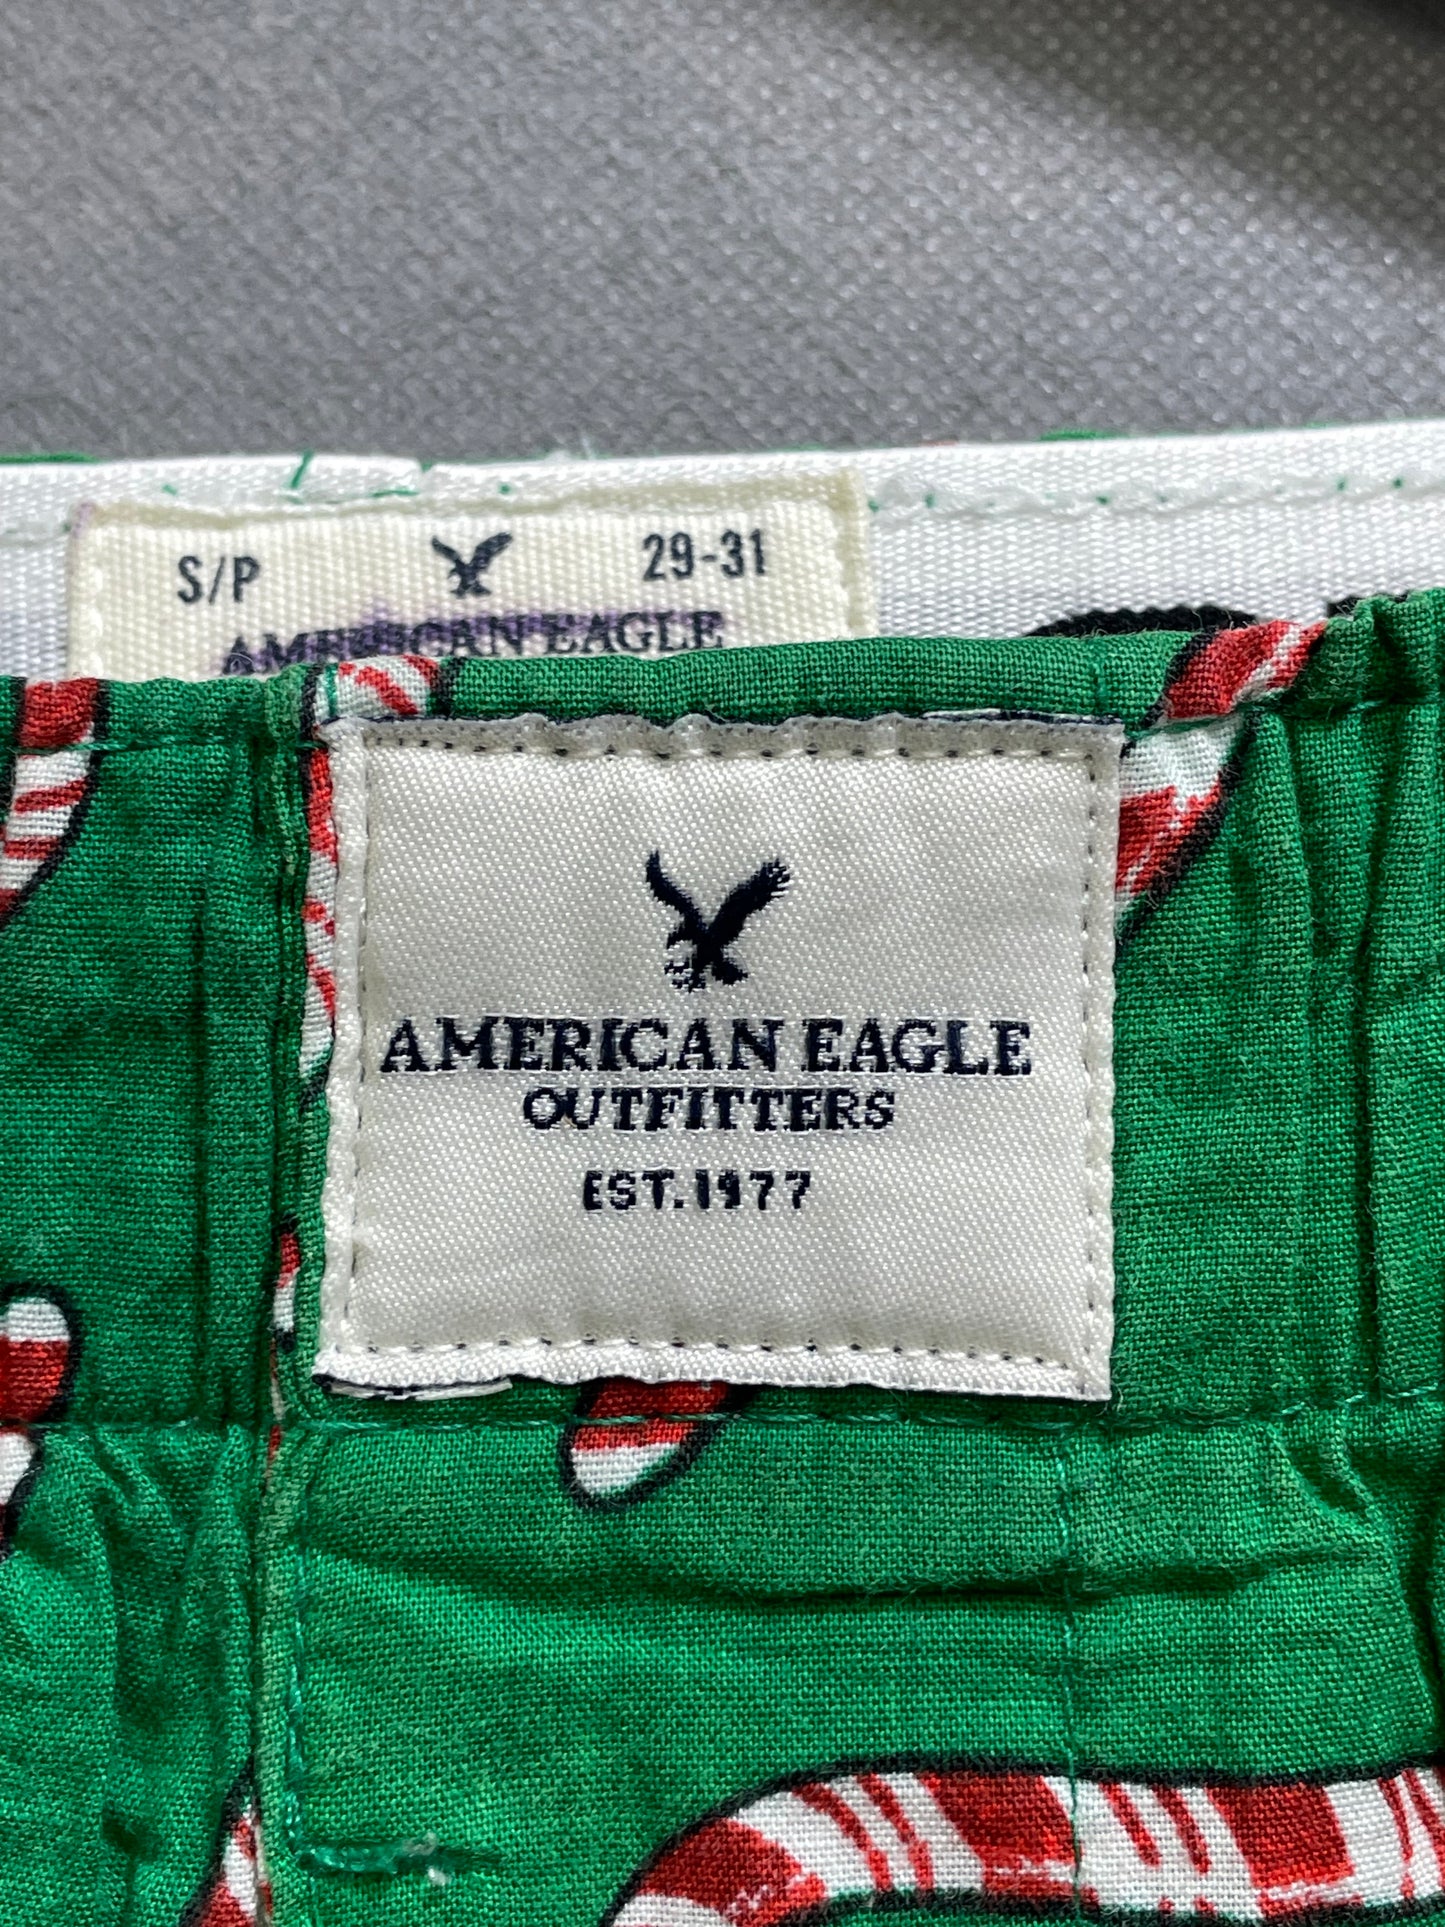 S/P 29-31
AMERICAN EAGLE
AMERICAN EAGLE
OUTFITTERS
EST. 1977